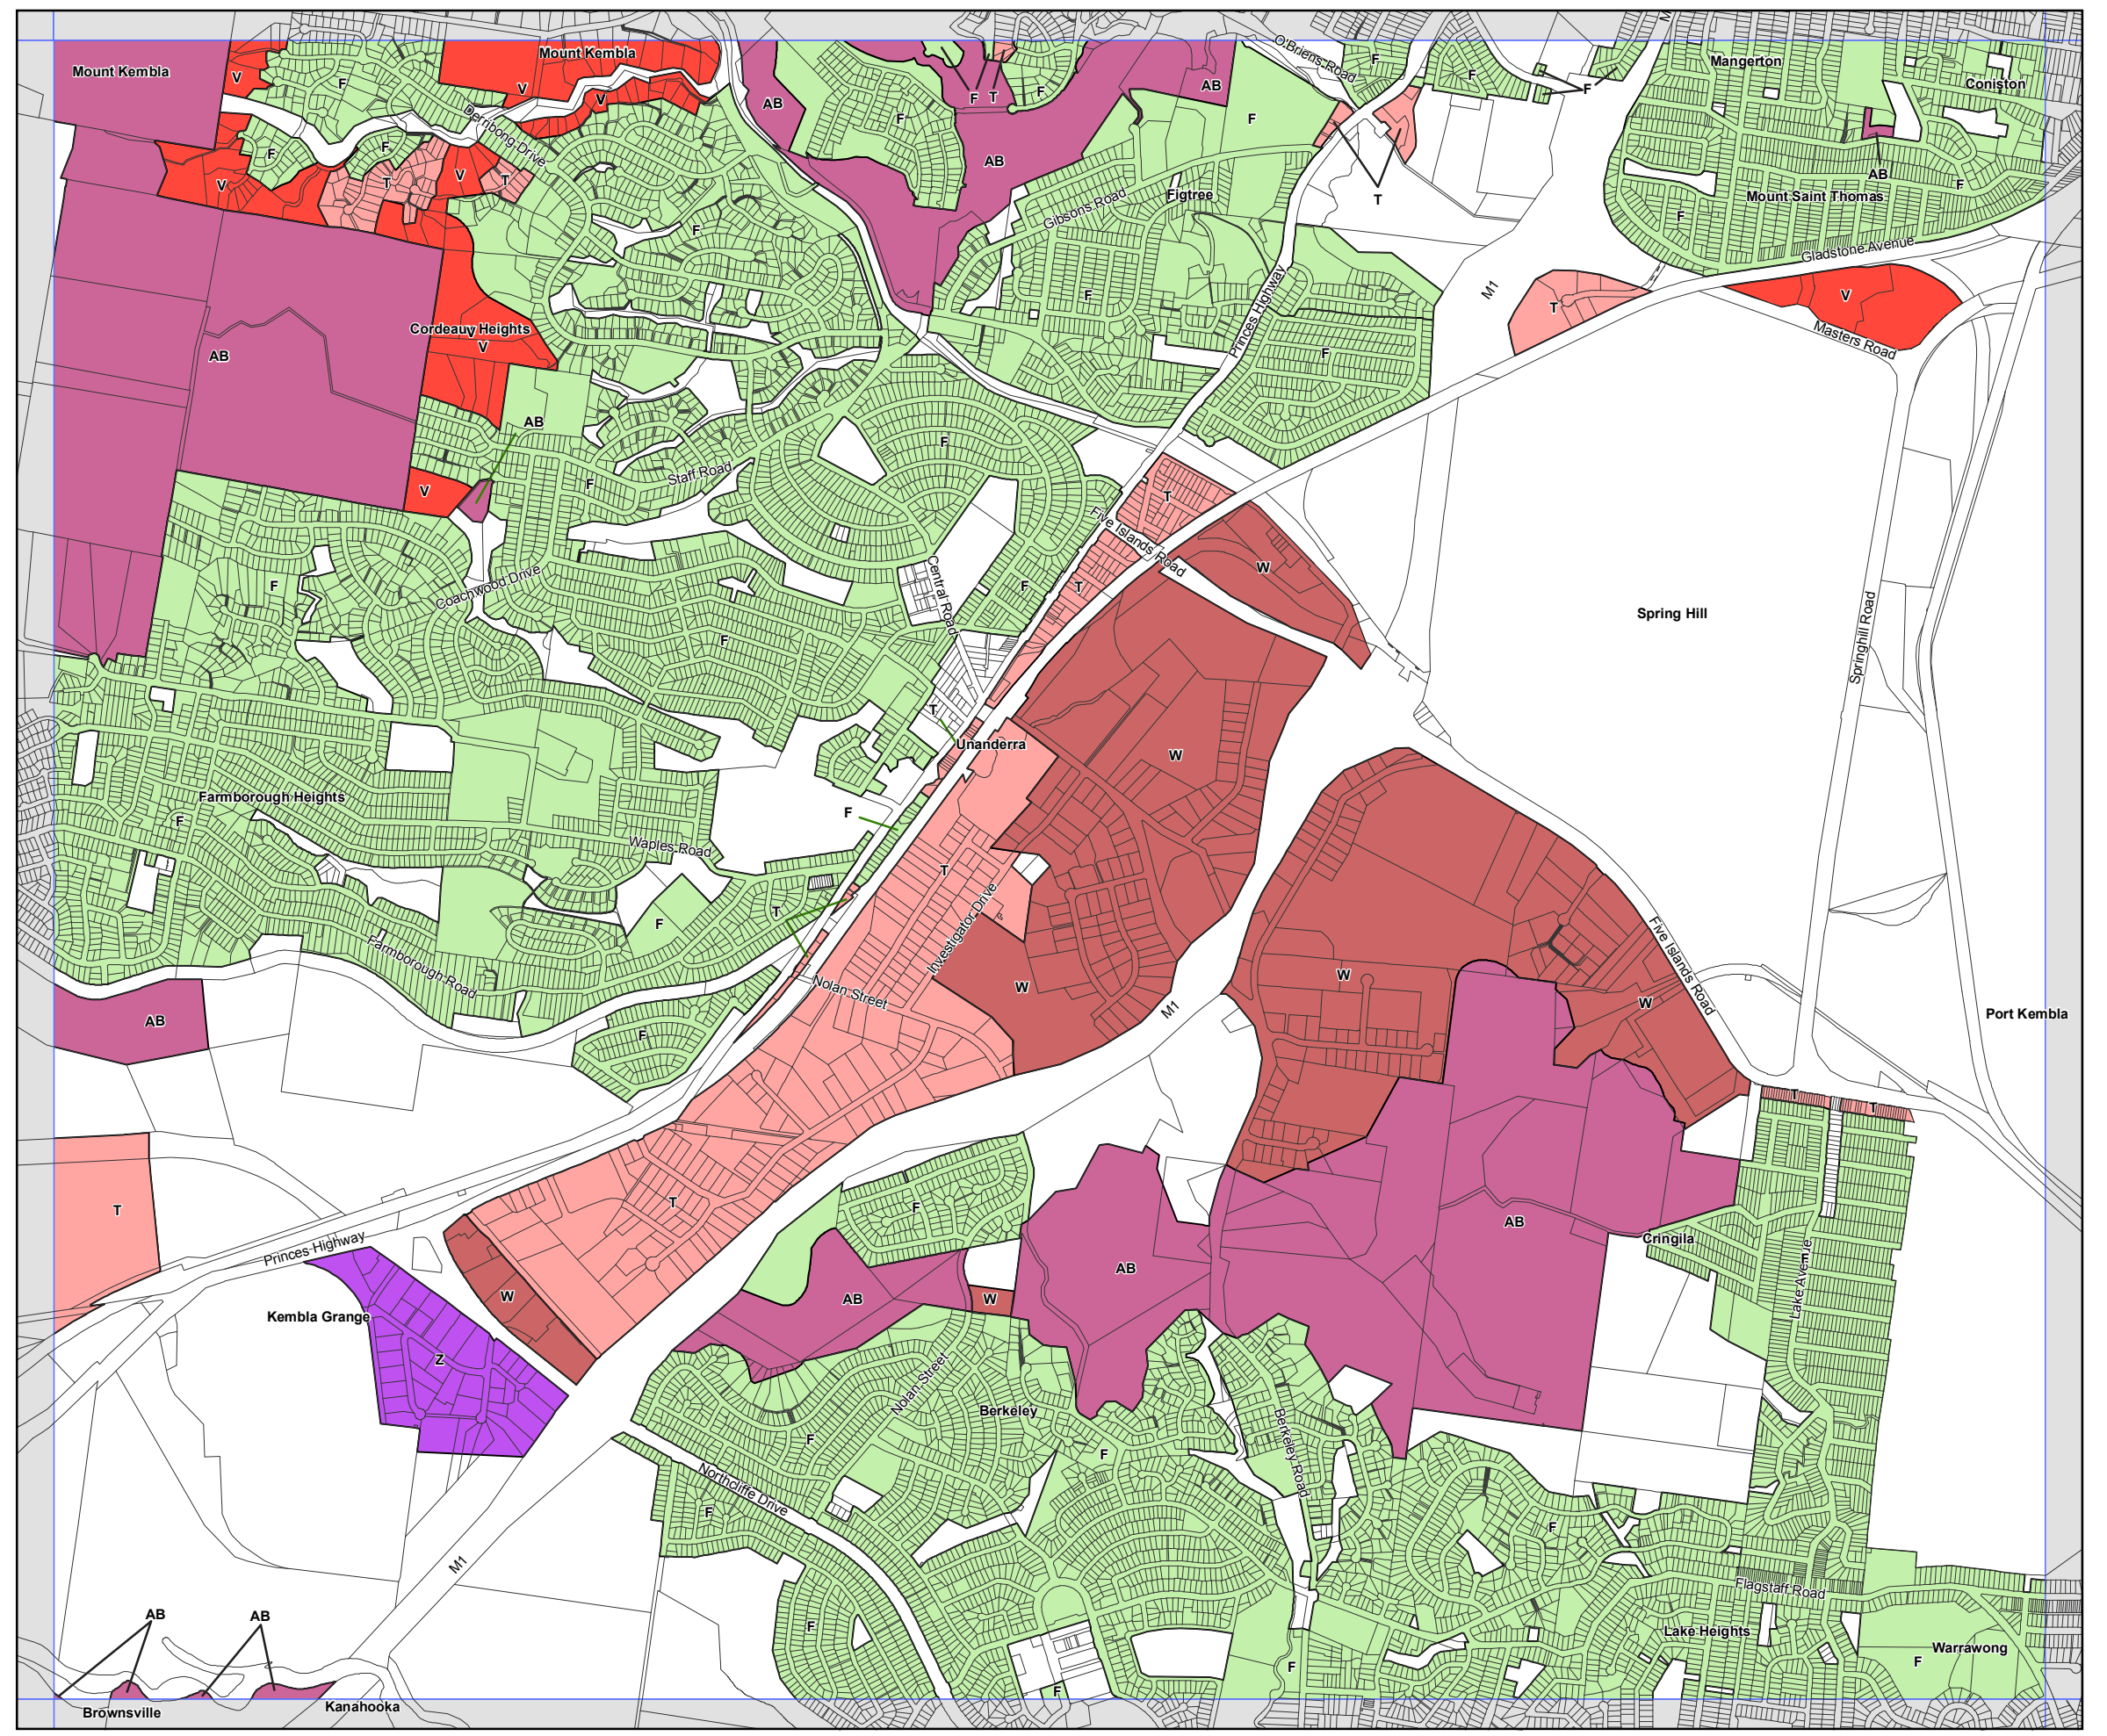 O'Briens Road
M
Mount Kembla
Mount Kembla
V
F
V
V
AB
F
T
F
AB
F
F
F
F
F
Mangerton
Coniston
Derribong Drive
F
F
V
T
V
T
F
AB
Gibsons Road
Figtree
T
AB
F
F
Mount Saint Thomas
F
Gladstone Avenue
M1
T
V
Masters Road
AB
Cordeaux Heights
V
V
F
Princes Highway
F
AB
F
F
Staff Road
V
T
Five Islands Road
W
F
Coachwood Drive
Central Road
F
T
F
Spring Hill
Springhill Road
T
Unanderra
W
Farmborough Heights
F
F
Waples Road
T
Investigator Drive
T
F
Farmborough Road
Nolan Street
W
M1
W
W
Five Islands Road
Port Kembla
AB
F
T
T
T
T
F
AB
Cringila
Lake Avenue
Princes Highway
Kembla Grange
Z
W
AB
W
AB
Nolan Street
Berkeley
F
F
Berkeley Road
Northcliffe Drive
F
F
M1
Flagstaff Road
AB
AB
F
Lake Heights
Warrawong
F
F
F
Brownsville
Kanahooka